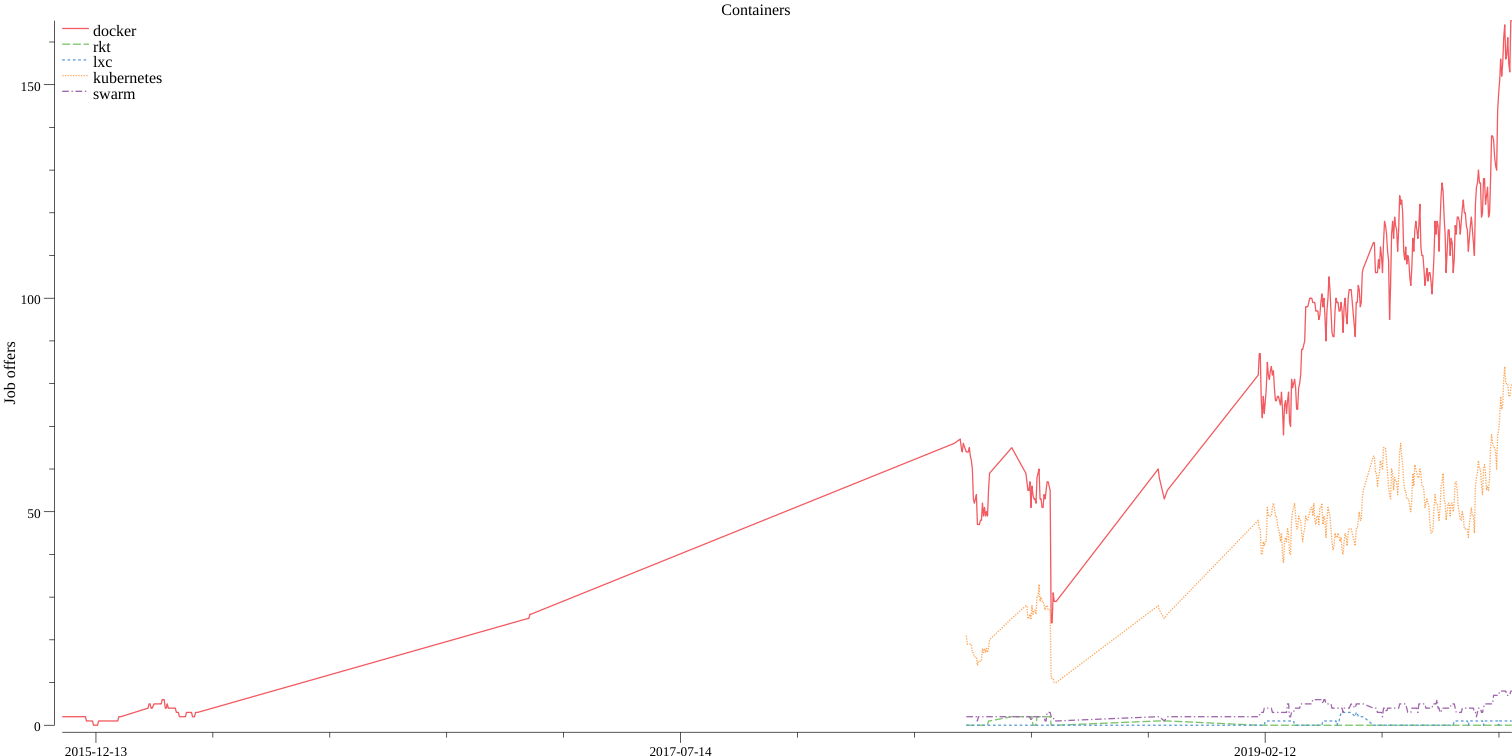 Containers
docker
rkt
lxc
kubernetes
swarm
150
100
50
0
Job offers
2015-12-13
2017-07-14
2019-02-12